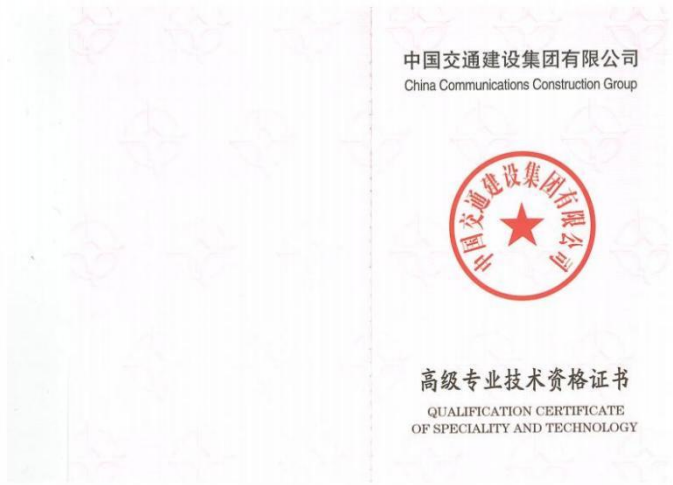 中国交通建设集团有限公司
China Communications Construction Group
中国交通建设集团有限公司
高级专业技术资格证书
QUALIFICATION CERTIFICATE
OF SPECIALITY AND TECHNOLOGY